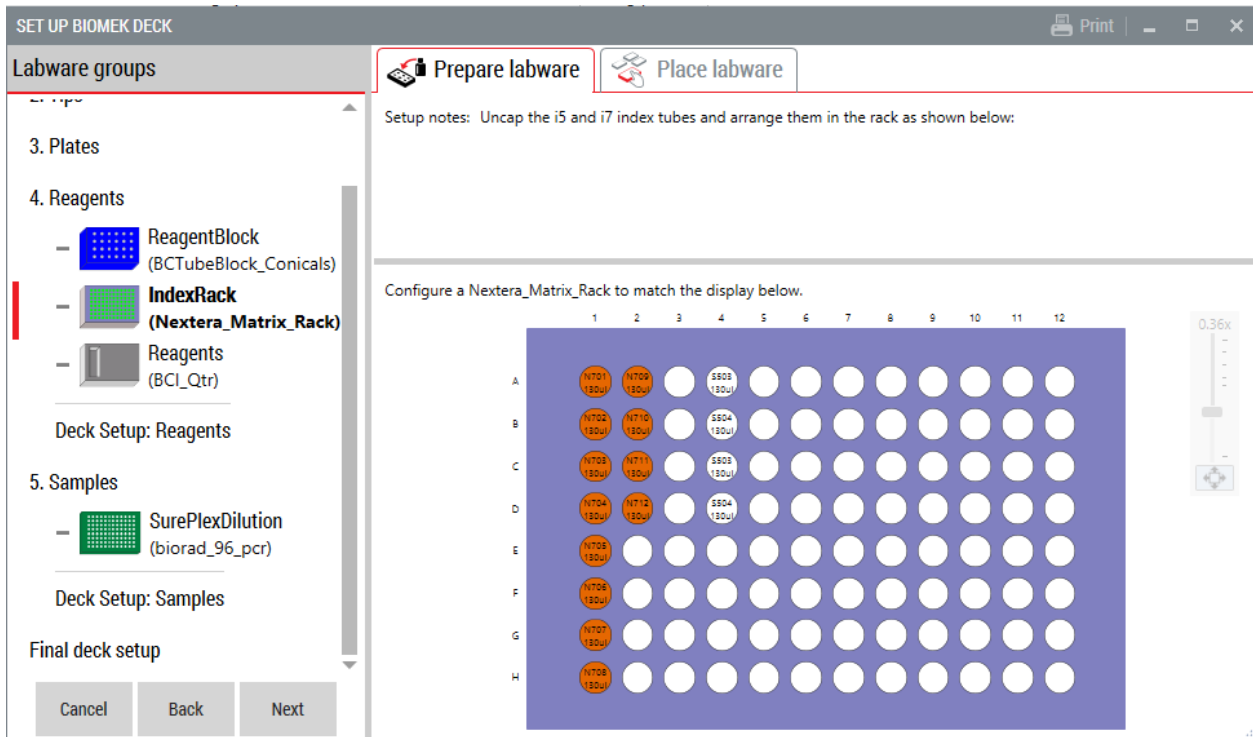 SET UP BIOMEK DECK
Print
Labware groups
3. Plates
4. Reagents
ReagentBlock
(BCTubeBlock_Conicals)
IndexRack
(Nextera_Matrix_Rack)
Reagents
(BCI_Qtr)
Deck Setup: Reagents
5. Samples
SurePlexDilution
(biorad_96_pcr)
Deck Setup: Samples
Final deck setup
Cancel Back Next
Prepare labware
Place labware
Setup notes: Uncap the i5 and i7 index tubes and arrange them in the rack as shown below:
Configure a Nextera_Matrix_Rack to match the display below.
0.36x
1 2 3 4 5 6 7 8 9 10 11 12
A N701 N709 S503
130ul 130ul 130ul
B N702 N710 S504
130ul 130ul 130ul
C N703 N711 S503
130ul 130ul 130ul
D N704 N712 S504
130ul 130ul 130ul
E N705
130ul
F N706
130ul
G N707
130ul
H N708
130ul